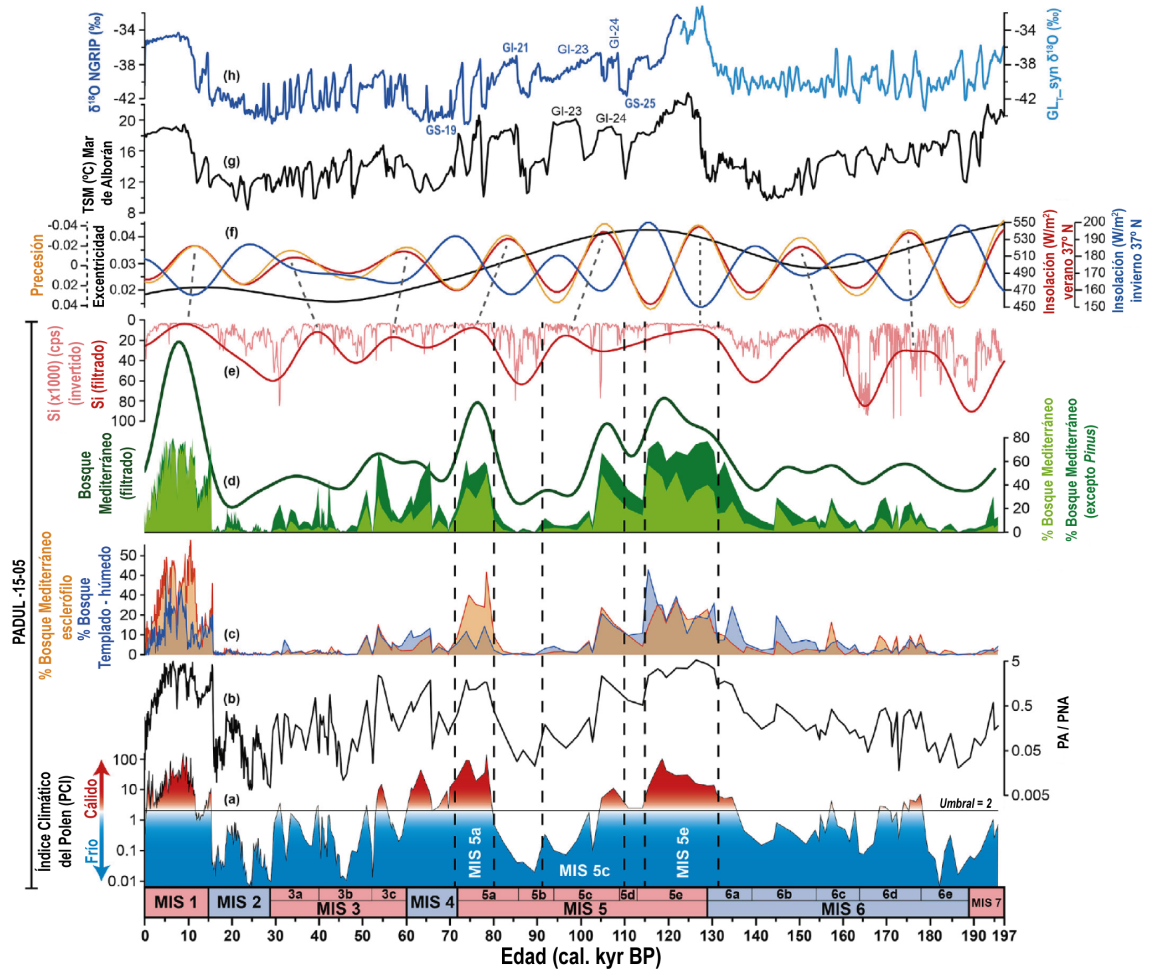 δ¹⁸O NGRIP (‰)
-34
-38
-42
(h)
GI-21
GI-23
GI-24
GS-25
GS-19
-34
-38
-42
GL
T
_syn δ¹⁸O (‰)
TSM (ºC) Mar
de Alborán
20
16
12
8
(g)
GI-23
GI-24
Precesión
-0.04
-0.02
0
0.02
0.04
Excentricidad
0.04
0.03
0.02
(f)
550
530
510
490
470
450
Insolación (W/m²)
verano 37º N
200
190
180
170
160
150
Insolación (W/m²)
invierno 37º N
PADUL -15-05
Si (x1000) (cps)
(invertido)
Si (filtrado)
0
20
40
60
80
100
(e)
Bosque
Mediterráneo
(filtrado)
(d)
80
60
40
20
0
% Bosque Mediterráneo
% Bosque Mediterráneo
(excepto Pinus)
% Bosque Mediterráneo
esclerófilo
% Bosque
Templado - húmedo
50
40
30
20
10
0
(c)
(b)
5
0.5
0.05
0.005
PA / PNA
Índice Climático
del Polen (PCI)
Frío
Cálido
100
10
1
0.1
0.01
(a)
Umbral = 2
MIS 5a
MIS 5c
MIS 5e
MIS 1
MIS 2
3a
3b
3c
MIS 3
MIS 4
5a
5b
5c
5d
5e
MIS 5
6a
6b
6c
6d
6e
MIS 6
MIS 7
0
10
20
30
40
50
60
70
80
90
100
110
120
130
140
150
160
170
180
190
197
Edad (cal. kyr BP)